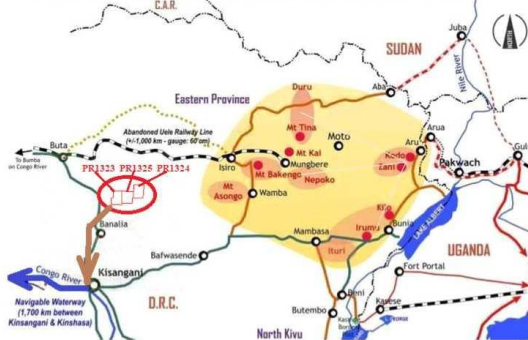 C.A.R.
Juba
NORTH
SUDAN
Nile River
Duru
Aba
Eastern Province
Arua
Mt Tina
Abandoned Uele Railway Line
(+/-1,000 km - gauge: 60 cm)
Moto
Aru
Gulu
Buta
Mt Kai
Kodo
Pakwach
To Bumba
on Congo River
Isiro
Mungbere
Zani
PR1323 PR1325 PR1324
Mt Bakengo
Nepoko
Mt
Asongo
Wamba
Kilo
LAKE ALBERT
Banalia
Mambasa
Irumu
Bunia
UGANDA
Bafwasende
Ituri
Congo River
Kisangani
Fort Portal
Navigable Waterway
(1,700 km between
Kinsangani & Kinshasa)
D.R.C.
Beni
Kasese
Butembo
North Kivu